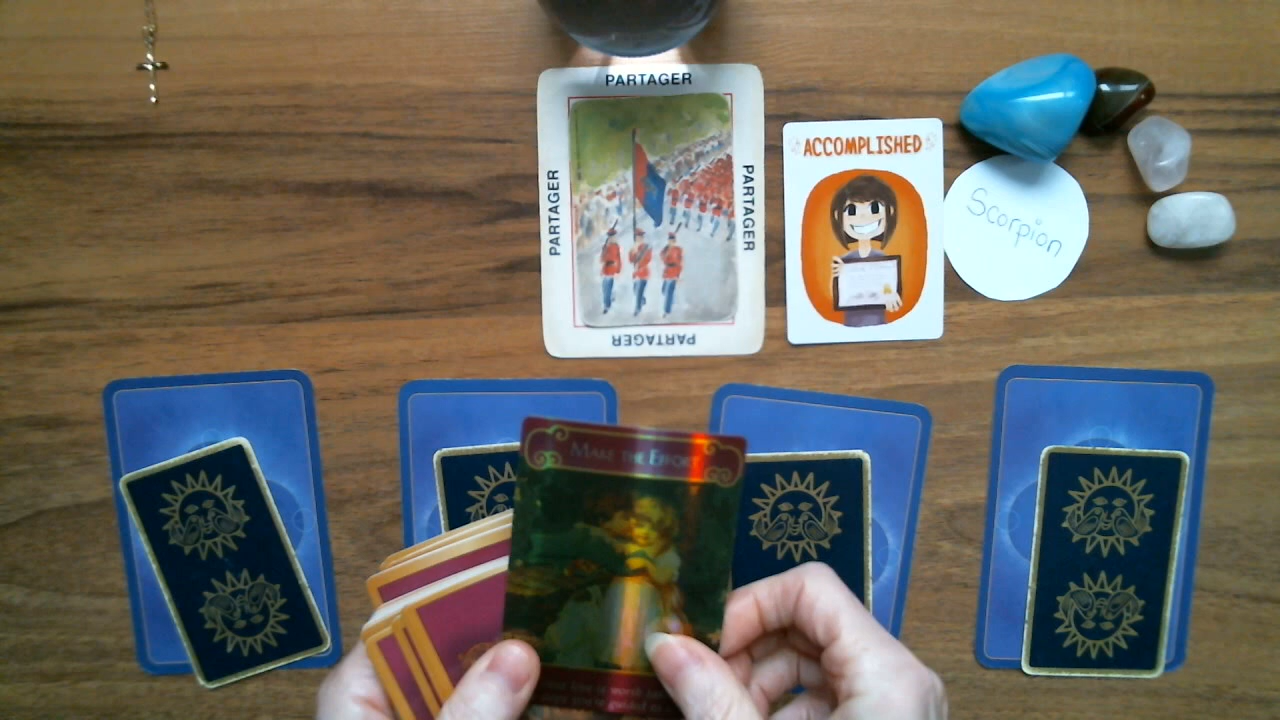 PARTAGER
PARTAGER
PARTAGER
PARTAGER
ACCOMPLISHED
Scorpion
MAKE THE EFFORT